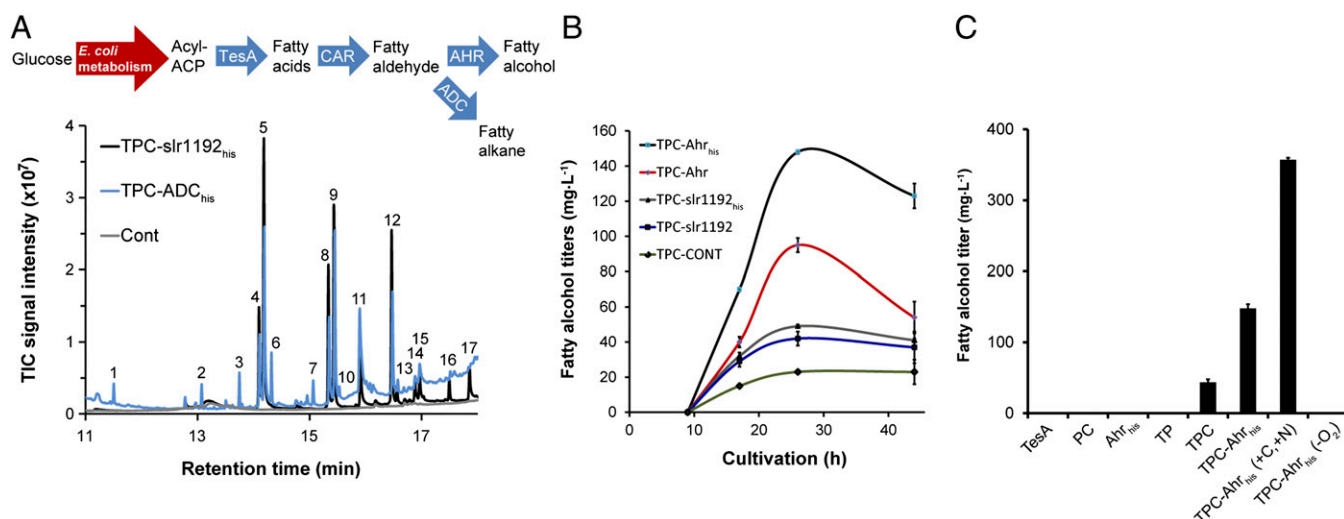 A
Glucose
E. coli
metabolism
Acyl-
ACP
TesA
Fatty
acids
CAR
Fatty
aldehyde
AHR
Fatty
alcohol
ADC
Fatty
alkane
TIC signal intensity (x10⁷)
4
3
2
1
0
TPC-slr1192his
TPC-ADChis
Cont
1
2
3
4
5
6
7
8
9
10
11
12
13
14
15
16
17
11
13
15
17
Retention time (min)
B
Fatty alcohol titers (mg·L⁻¹)
160
140
120
100
80
60
40
20
0
TPC-Ahrhis
TPC-Ahr
TPC-slr1192his
TPC-slr1192
TPC-CONT
0
10
20
30
40
Cultivation (h)
C
Fatty alcohol titer (mg·L⁻¹)
400
300
200
100
0
TesA
PC
Ahrhis
TP
TPC
TPC-Ahrhis
TPC-Ahrhis (+C,+N)
TPC-Ahrhis (-O₂)